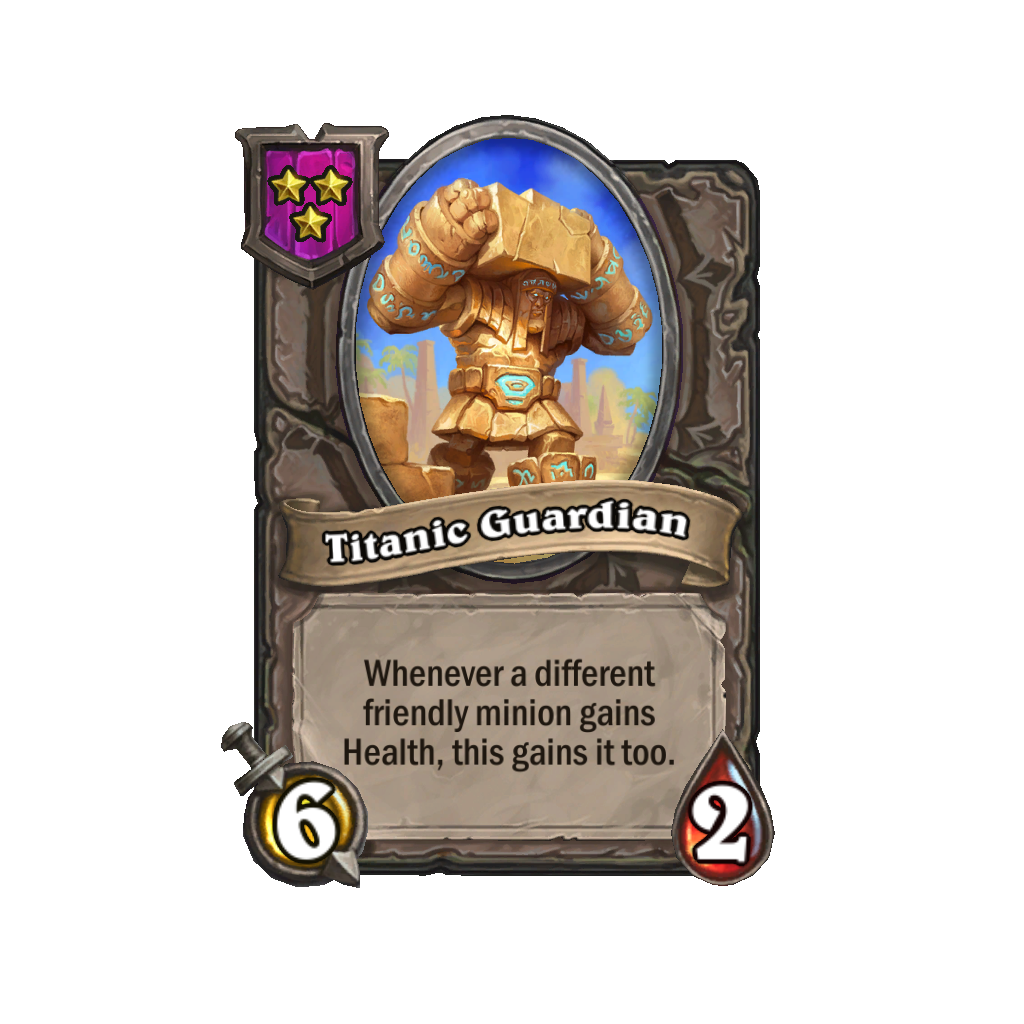 Titanic Guardian
Whenever a different
friendly minion gains
Health, this gains it too.
6
2